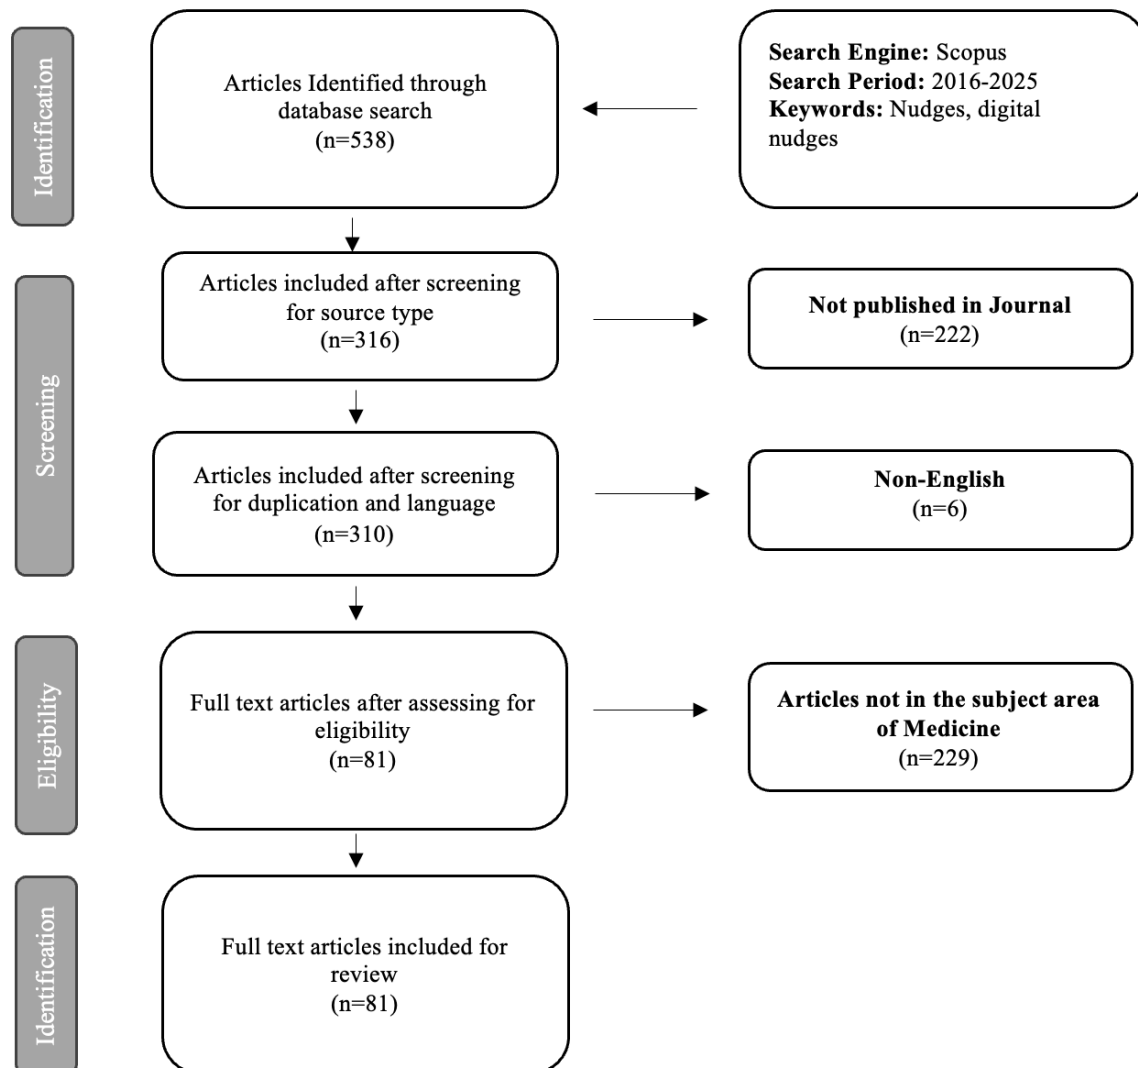 Identification
Articles Identified through
database search
(n=538)
Search Engine: Scopus
Search Period: 2016-2025
Keywords: Nudges, digital
nudges
Screening
Articles included after screening
for source type
(n=316)
Not published in Journal
(n=222)
Articles included after screening
for duplication and language
(n=310)
Non-English
(n=6)
Eligibility
Full text articles after assessing for
eligibility
(n=81)
Articles not in the subject area
of Medicine
(n=229)
Identification
Full text articles included for
review
(n=81)